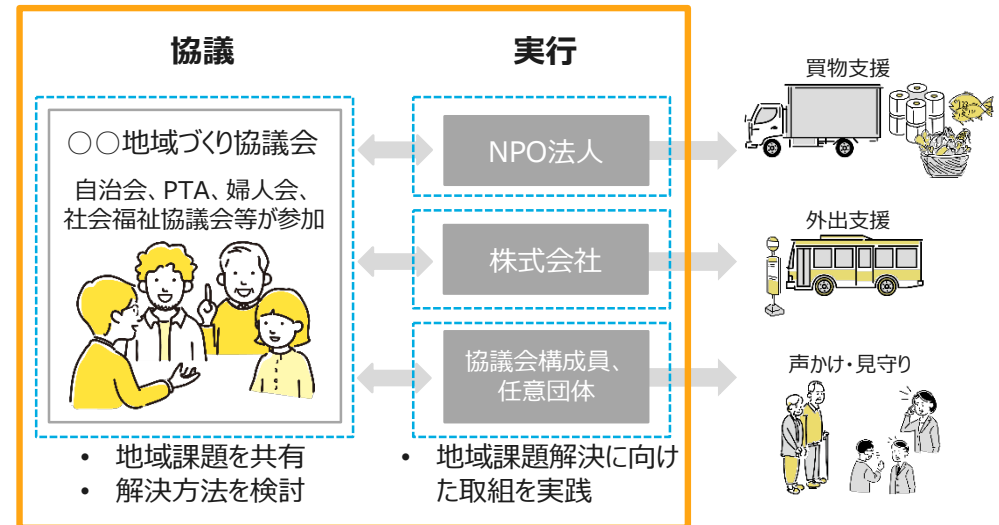 協議
○○地域づくり協議会
自治会、PTA、婦人会、
社会福祉協議会等が参加
• 地域課題を共有
• 解決方法を検討
実行
NPO法人
株式会社
協議会構成員、
任意団体
• 地域課題解決に向け
た取組を実践
買物支援
外出支援
声かけ・見守り